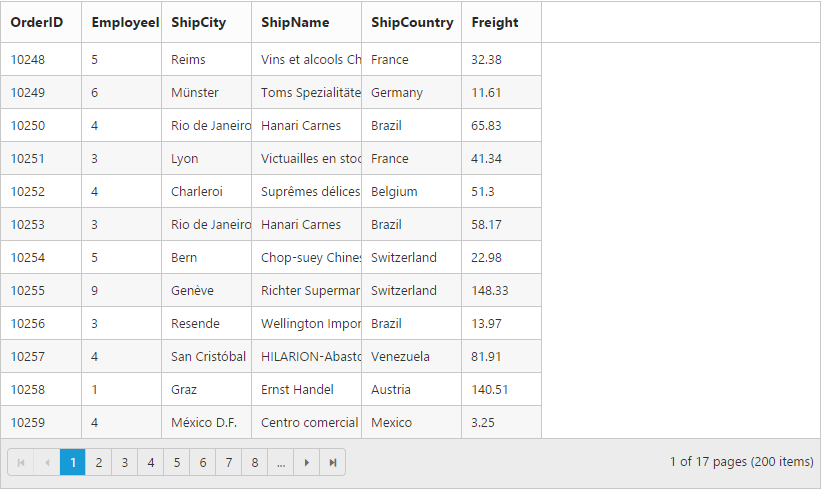 OrderID EmployeeI ShipCity ShipName ShipCountry Freight
10248 5 Reims Vins et alcools Ch France 32.38
10249 6 Münster Toms Spezialitäte Germany 11.61
10250 4 Rio de Janeiro Hanari Carnes Brazil 65.83
10251 3 Lyon Victuailles en stoc France 41.34
10252 4 Charleroi Suprêmes délices Belgium 51.3
10253 3 Rio de Janeiro Hanari Carnes Brazil 58.17
10254 5 Bern Chop-suey Chines Switzerland 22.98
10255 9 Genève Richter Supermar Switzerland 148.33
10256 3 Resende Wellington Impor Brazil 13.97
10257 4 San Cristóbal HILARION-Abasto Venezuela 81.91
10258 1 Graz Ernst Handel Austria 140.51
10259 4 México D.F. Centro comercial Mexico 3.25
1 2 3 4 5 6 7 8 ... 1 of 17 pages (200 items)